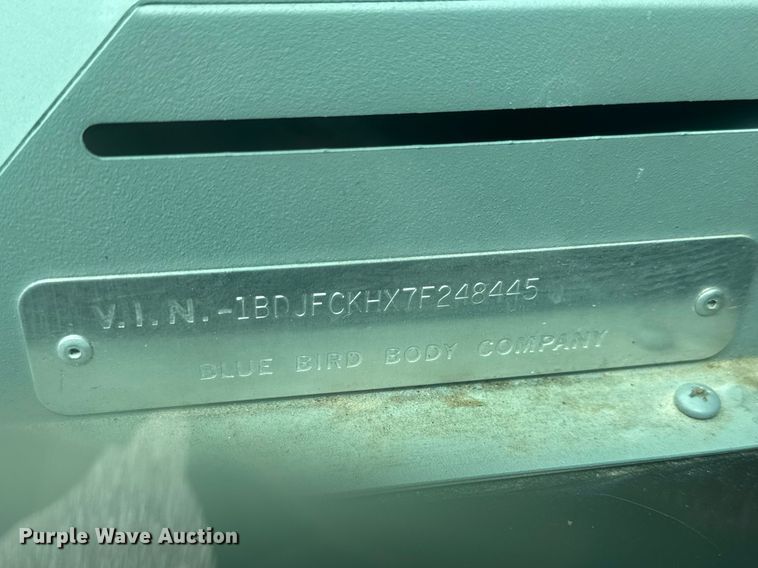 V.I.N.-1BDJFCKHX7F248445
BLUE BIRD BODY COMPANY
Purple Wave Auction®